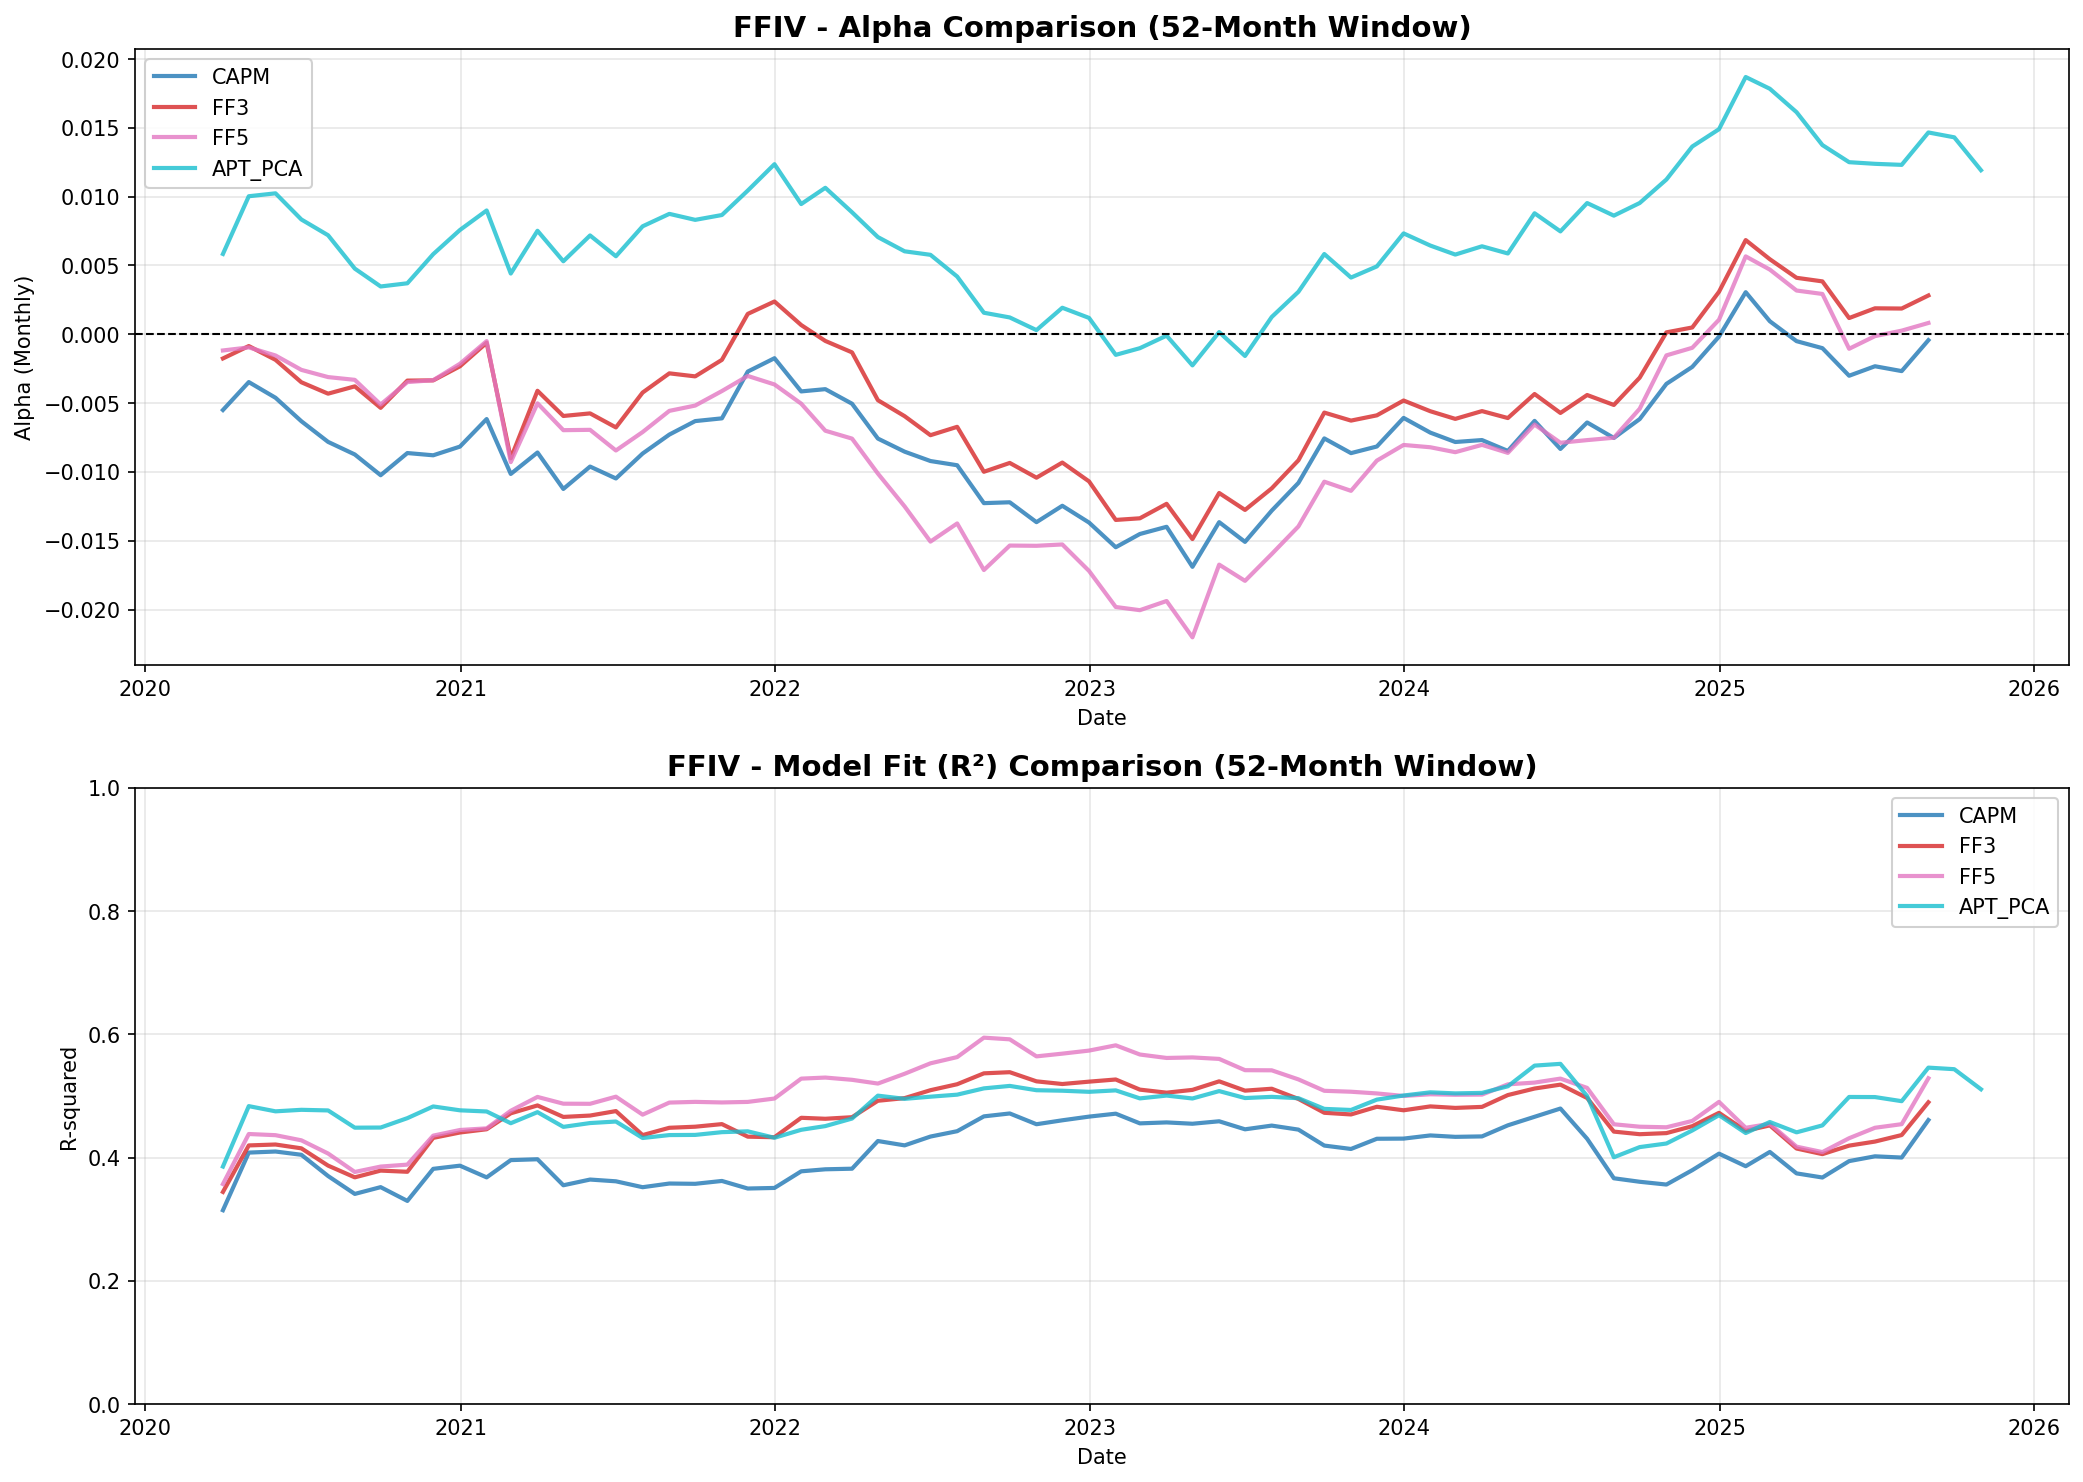 FFIV - Alpha Comparison (52-Month Window)
CAPM
FF3
FF5
APT_PCA
Alpha (Monthly)
0.020
0.015
0.010
0.005
0.000
−0.005
−0.010
−0.015
−0.020
2020 2021 2022 2023 2024 2025 2026
Date
FFIV - Model Fit (R²) Comparison (52-Month Window)
CAPM
FF3
FF5
APT_PCA
R-squared
1.0
0.8
0.6
0.4
0.2
0.0
2020 2021 2022 2023 2024 2025 2026
Date